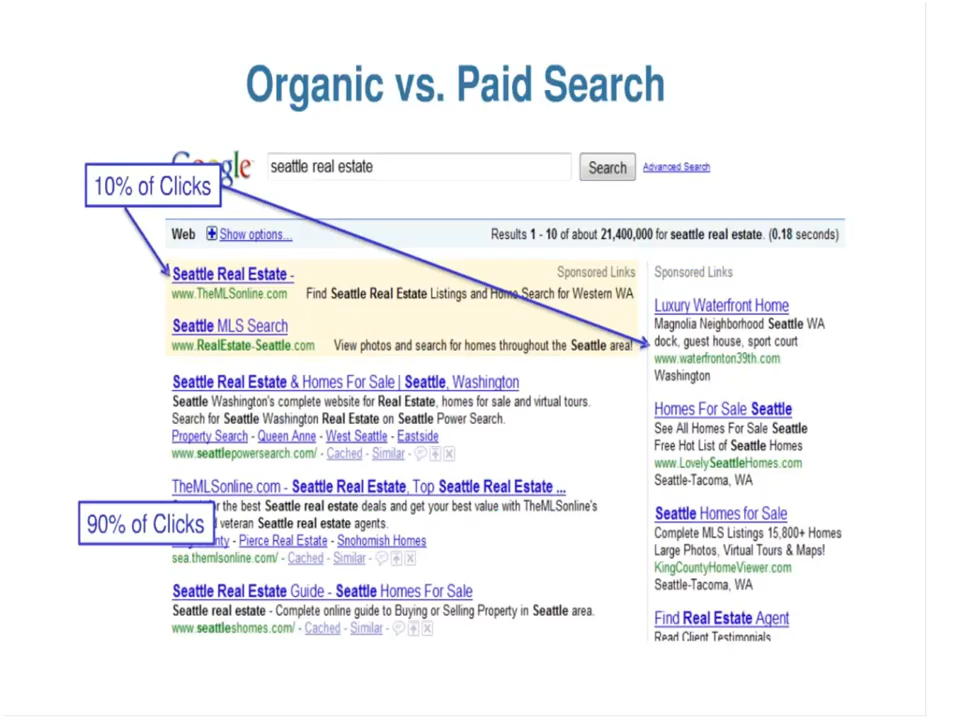 Organic vs. Paid Search
Google
seattle real estate
Search
Advanced Search
10% of Clicks
Web
Show options...
Results 1 - 10 of about 21,400,000 for seattle real estate. (0.18 seconds)
Seattle Real Estate -
Sponsored Links
www.TheMLSonline.com Find Seattle Real Estate Listings and Home Search for Western WA
Seattle MLS Search
www.RealEstate-Seattle.com View photos and search for homes throughout the Seattle area!
Seattle Real Estate & Homes For Sale | Seattle, Washington
Seattle Washington's complete website for Real Estate, homes for sale and virtual tours.
Search for Seattle Washington Real Estate on Seattle Power Search.
Property Search - Queen Anne - West Seattle - Eastside
www.seattlepowersearch.com/ - Cached - Similar -
TheMLSonline.com - Seattle Real Estate, Top Seattle Real Estate ...
for the best Seattle real estate deals and get your best value with TheMLSonline's
90% of Clicks
veteran Seattle real estate agents.
- Pierce Real Estate - Snohomish Homes
sea.themlsonline.com/ - Cached - Similar -
Seattle Real Estate Guide - Seattle Homes For Sale
Seattle real estate - Complete online guide to Buying or Selling Property in Seattle area.
www.seattleshomes.com/ - Cached - Similar -
Sponsored Links
Luxury Waterfront Home
Magnolia Neighborhood Seattle WA
dock, guest house, sport court
www.waterfronton39th.com
Washington
Homes For Sale Seattle
See All Homes For Sale Seattle
Free Hot List of Seattle Homes
www.LovelySeattleHomes.com
Seattle-Tacoma, WA
Seattle Homes for Sale
Complete MLS Listings 15,800+ Homes
Large Photos, Virtual Tours & Maps!
KingCountyHomeViewer.com
Seattle-Tacoma, WA
Find Real Estate Agent
Read Client Testimonials